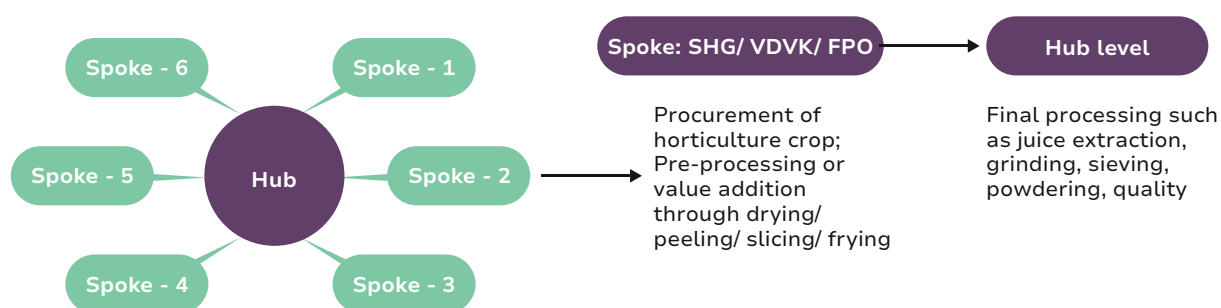 Spoke - 6
Spoke - 1
Spoke - 5
Hub
Spoke - 2
Spoke - 4
Spoke - 3
Spoke: SHG/ VDVK/ FPO
Procurement of
horticulture crop;
Pre-processing or
value addition
through drying/
peeling/ slicing/ frying
Hub level
Final processing such
as juice extraction,
grinding, sieving,
powdering, quality